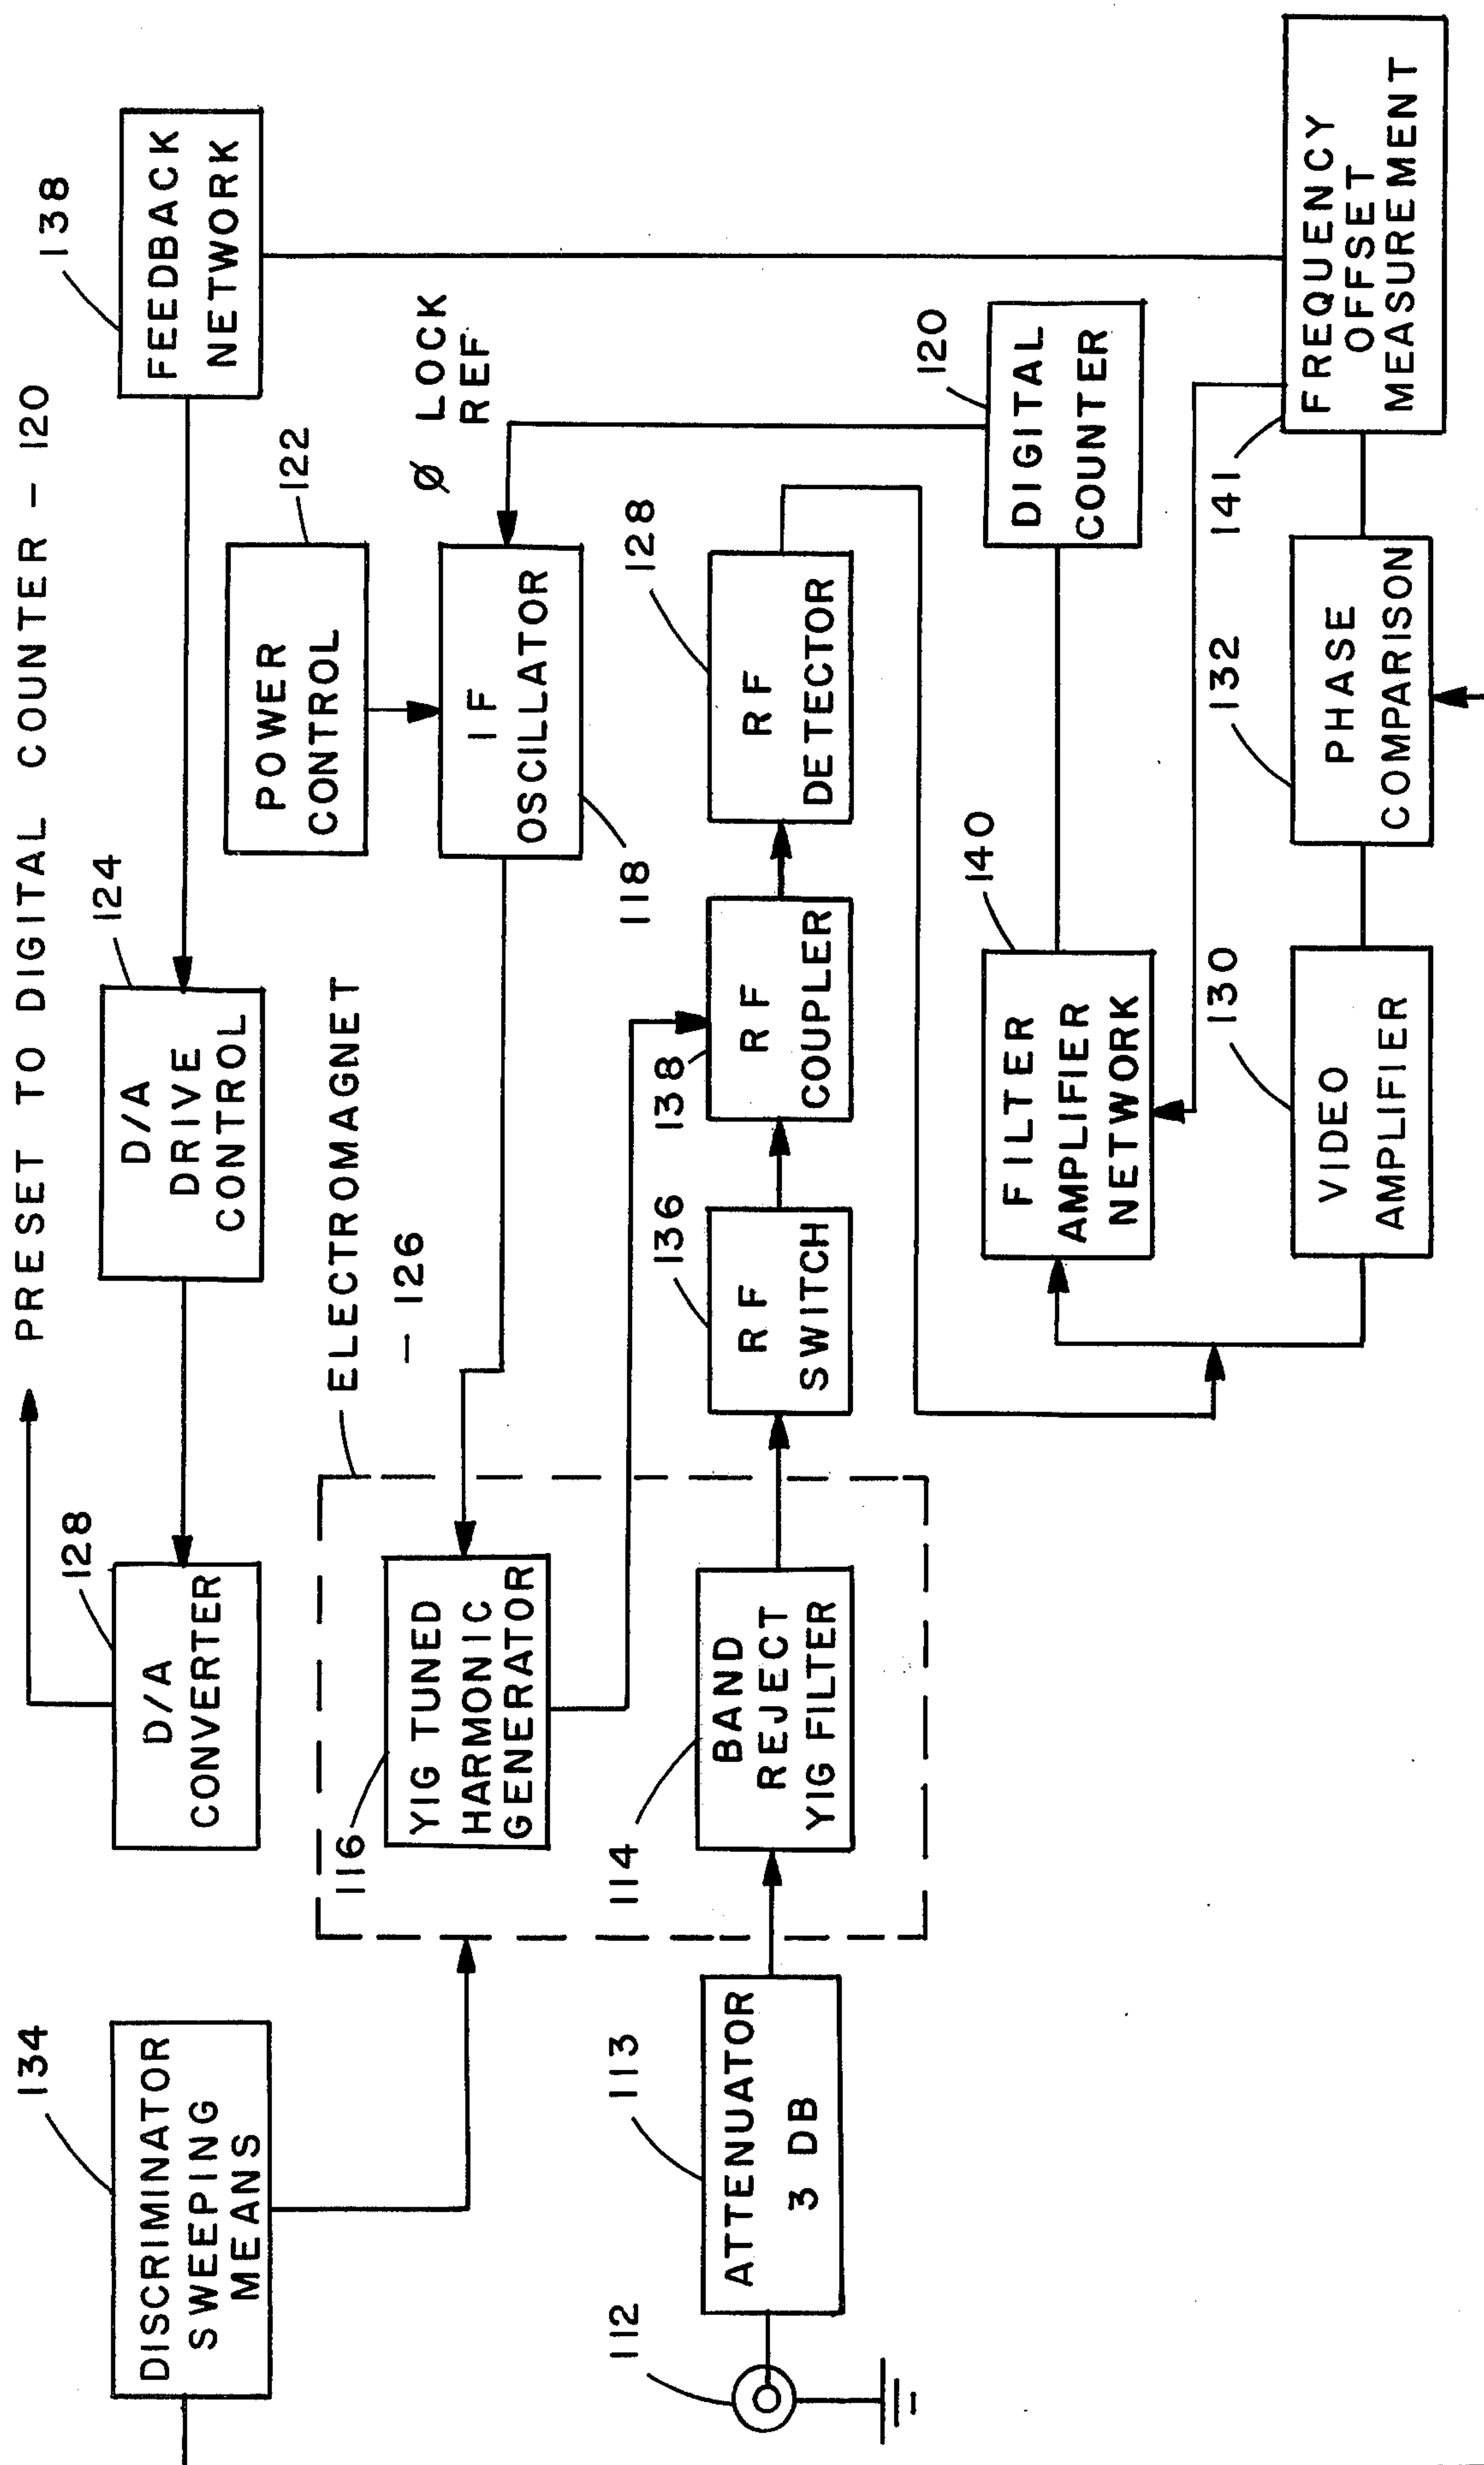 PRESET TO DIGITAL COUNTER - 120
134
DISCRIMINATOR
SWEEPING
MEANS
128
D/A
CONVERTER
124
D/A
DRIVE
CONTROL
138
FEEDBACK
NETWORK
122
POWER
CONTROL
ELECTROMAGNET
- 126
116
YIG TUNED
HARMONIC
GENERATOR
IF
OSCILLATOR
118
Ø LOCK
REF
112
113
ATTENUATOR
3 DB
114
BAND
REJECT
YIG FILTER
136
RF
SWITCH
138
RF
COUPLER
128
RF
DETECTOR
140
FILTER
AMPLIFIER
NETWORK
120
DIGITAL
COUNTER
130
VIDEO
AMPLIFIER
132
PHASE
COMPARISON
141
FREQUENCY
OFFSET
MEASUREMENT